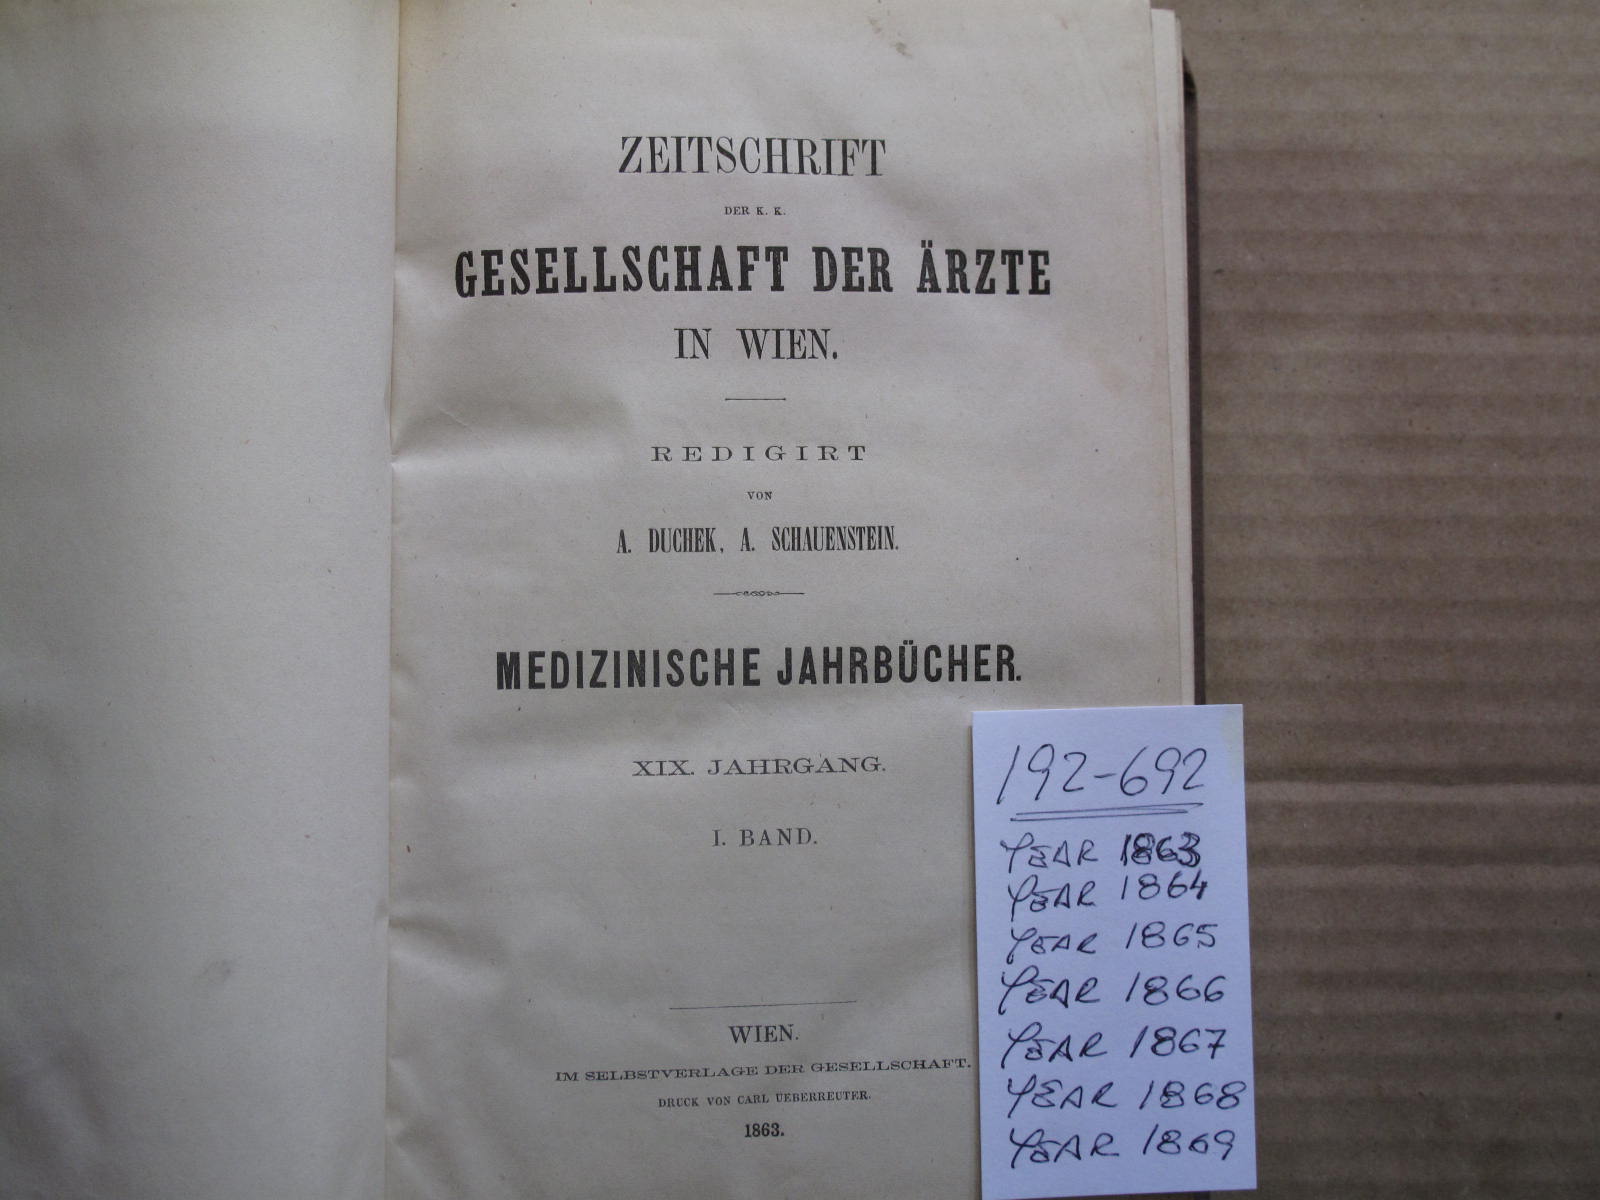 ZEITSCHRIFT
DER K. K.
GESELLSCHAFT DER ÄRZTE
IN WIEN.
REDIGIRT
VON
A. DUCHEK, A. SCHAUENSTEIN.
MEDIZINISCHE JAHRBÜCHER.
XIX. JAHRGANG.
I. BAND.
WIEN.
IM SELBSTVERLAGE DER GESELLSCHAFT.
DRUCK VON CARL UEBERREUTER.
1863.
192-692
YEAR 1863
YEAR 1864
YEAR 1865
YEAR 1866
YEAR 1867
YEAR 1868
YEAR 1869